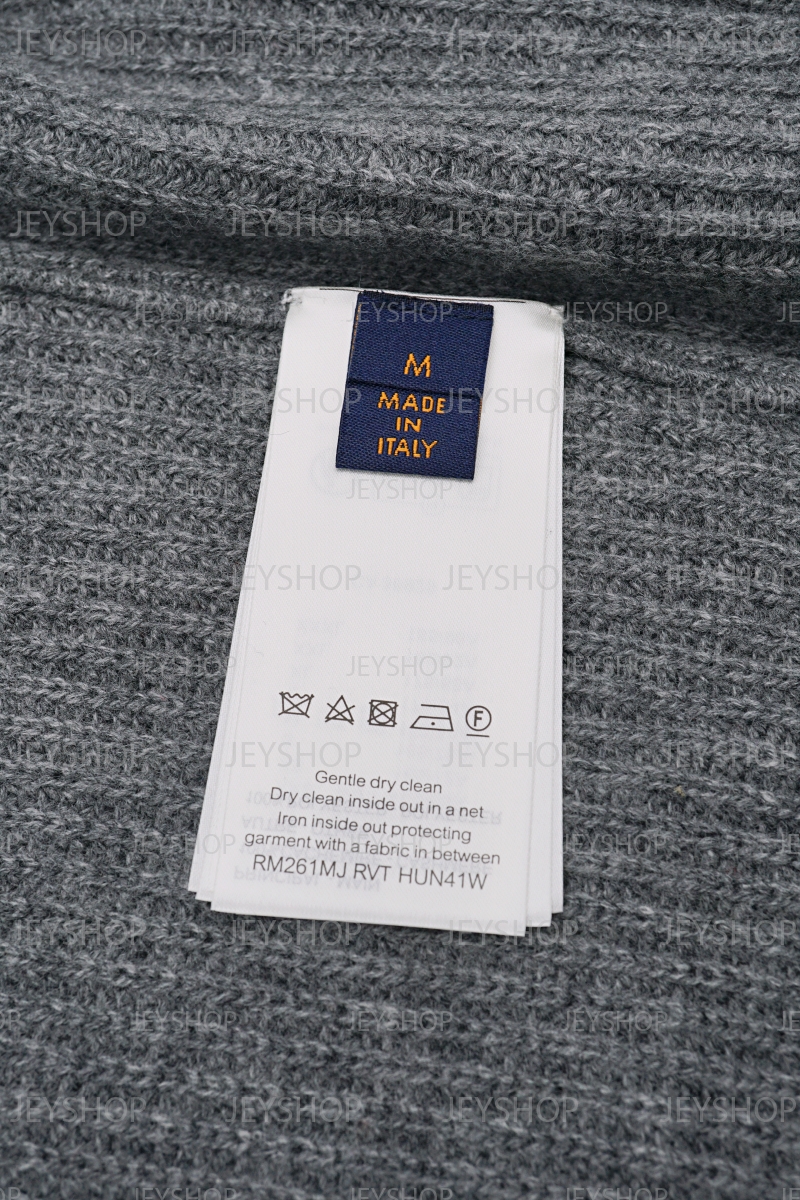 JEYSHOP
M
MADE
IN
ITALY
F
Gentle dry clean
Dry clean inside out in a net
Iron inside out protecting
garment with a fabric in between
RM261MJ RVT HUN41W